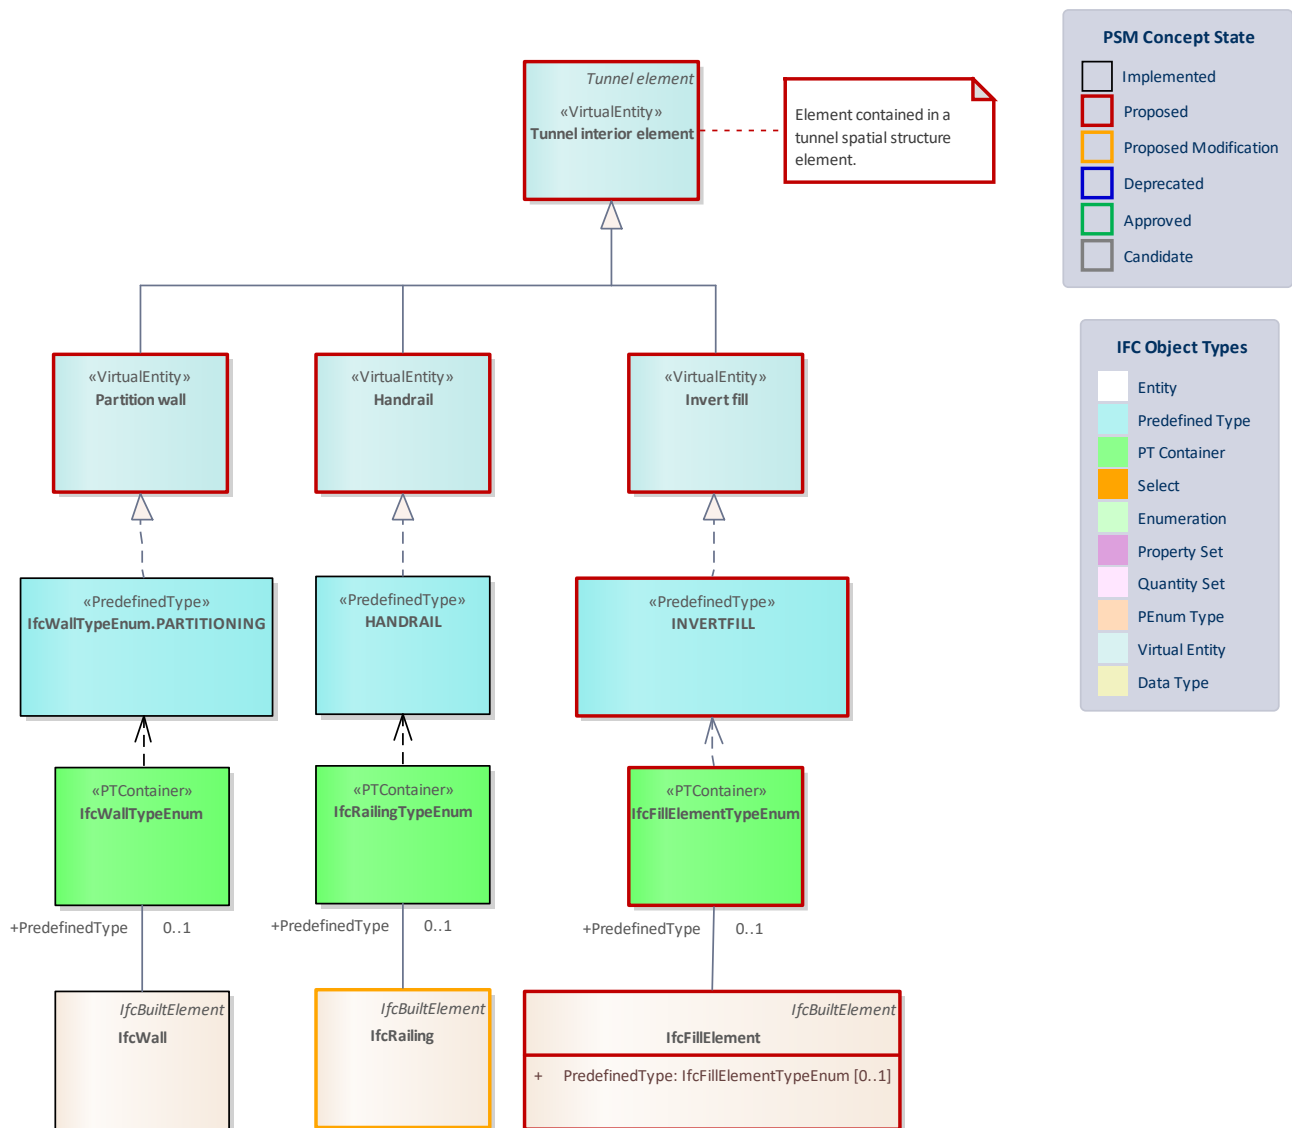 PSM Concept State
Implemented
Proposed
Proposed Modification
Deprecated
Approved
Candidate
IFC Object Types
Entity
Predefined Type
PT Container
Select
Enumeration
Property Set
Quantity Set
PEnum Type
Virtual Entity
Data Type
Tunnel element
«VirtualEntity»
Tunnel interior element
Element contained in a
tunnel spatial structure
element.
«VirtualEntity»
Partition wall
«VirtualEntity»
Handrail
«VirtualEntity»
Invert fill
«PredefinedType»
IfcWallTypeEnum.PARTITIONING
«PredefinedType»
HANDRAIL
«PredefinedType»
INVERTFILL
«PTContainer»
IfcWallTypeEnum
«PTContainer»
IfcRailingTypeEnum
«PTContainer»
IfcFillElementTypeEnum
+PredefinedType 0..1
+PredefinedType 0..1
+PredefinedType 0..1
IfcBuiltElement
IfcWall
IfcBuiltElement
IfcRailing
IfcBuiltElement
IfcFillElement
+ PredefinedType: IfcFillElementTypeEnum [0..1]